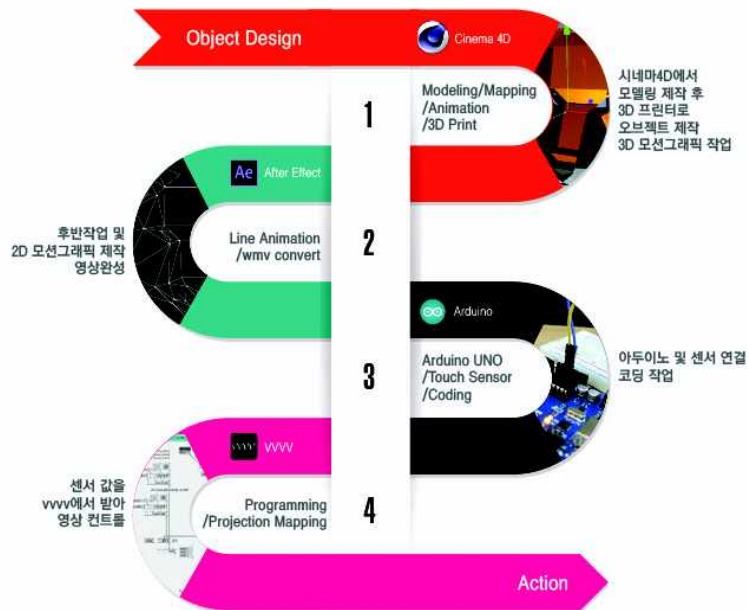 Object Design
Cinema 4D
1
Modeling/Mapping
/Animation
/3D Print
시네마4D에서
모델링 제작 후
3D 프린터로
오브젝트 제작
3D 모션그래픽 작업
Ae
After Effect
2
Line Animation
/wmv convert
후반작업 및
2D 모션그래픽 제작
영상완성
Arduino
3
Arduino UNO
/Touch Sensor
/Coding
아두이노 및 센서 연결
코딩 작업
vvvv
VVVV
4
Programming
/Projection Mapping
센서 값을
vvvv에서 받아
영상 컨트롤
Action